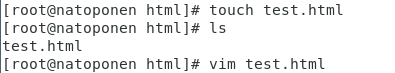 [root@natoponen html]# touch test.html
[root@natoponen html]# ls
test.html
[root@natoponen html]# vim test.html